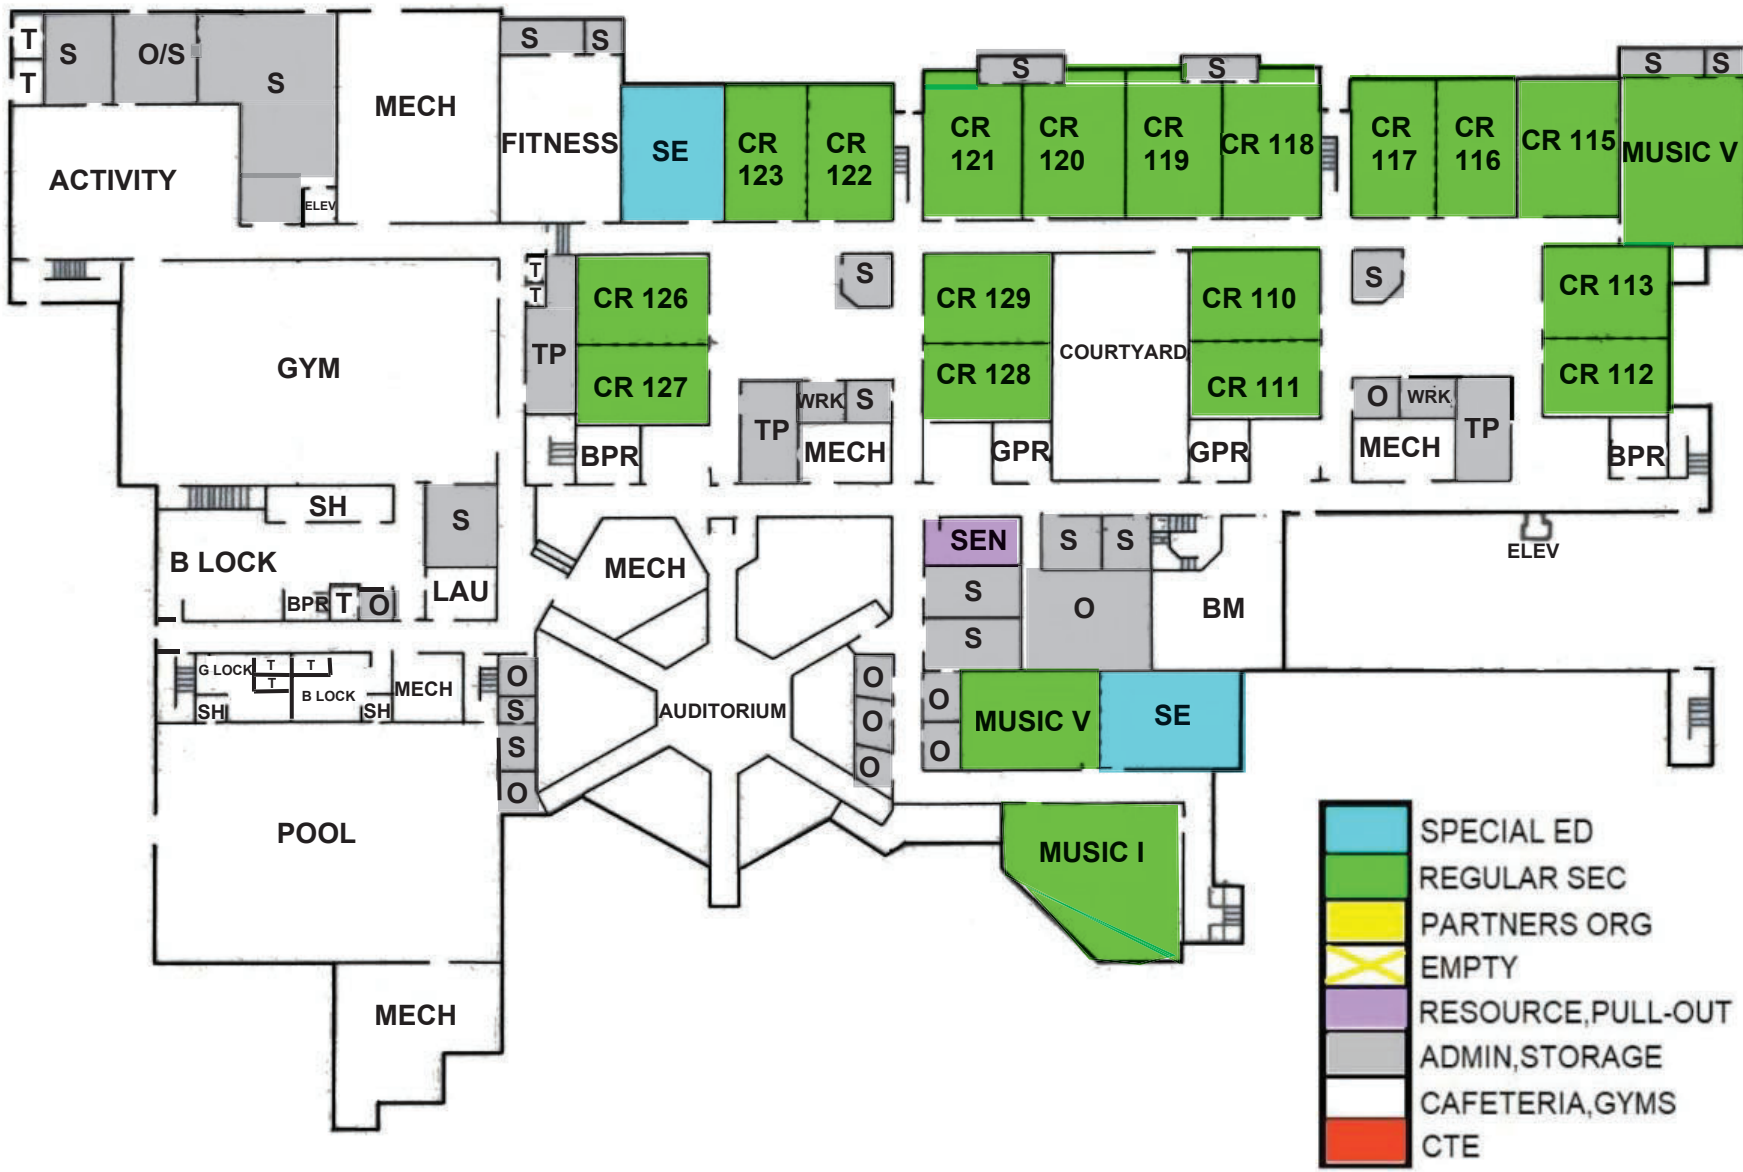 T
S
O/S
S
T
MECH
ACTIVITY
ELEV
S
S
FITNESS
SE
CR
123
CR
122
S
S
CR
121
CR
120
CR
119
CR 118
CR
117
CR
116
CR 115
S
S
MUSIC V
T
T
TP
CR 126
CR 127
BPR
S
TP
WRK
S
MECH
CR 129
CR 128
GPR
COURTYARD
CR 110
CR 111
GPR
S
O
WRK
TP
MECH
CR 113
CR 112
BPR
GYM
SH
B LOCK
S
LAU
BPR
T
O
G LOCK
T
T
T
B LOCK
SH
SH
MECH
O
S
S
O
MECH
AUDITORIUM
O
O
O
SEN
S
S
S
S
O
BM
ELEV
O
O
MUSIC V
SE
MUSIC I
POOL
MECH
SPECIAL ED
REGULAR SEC
PARTNERS ORG
EMPTY
RESOURCE,PULL-OUT
ADMIN,STORAGE
CAFETERIA,GYMS
CTE